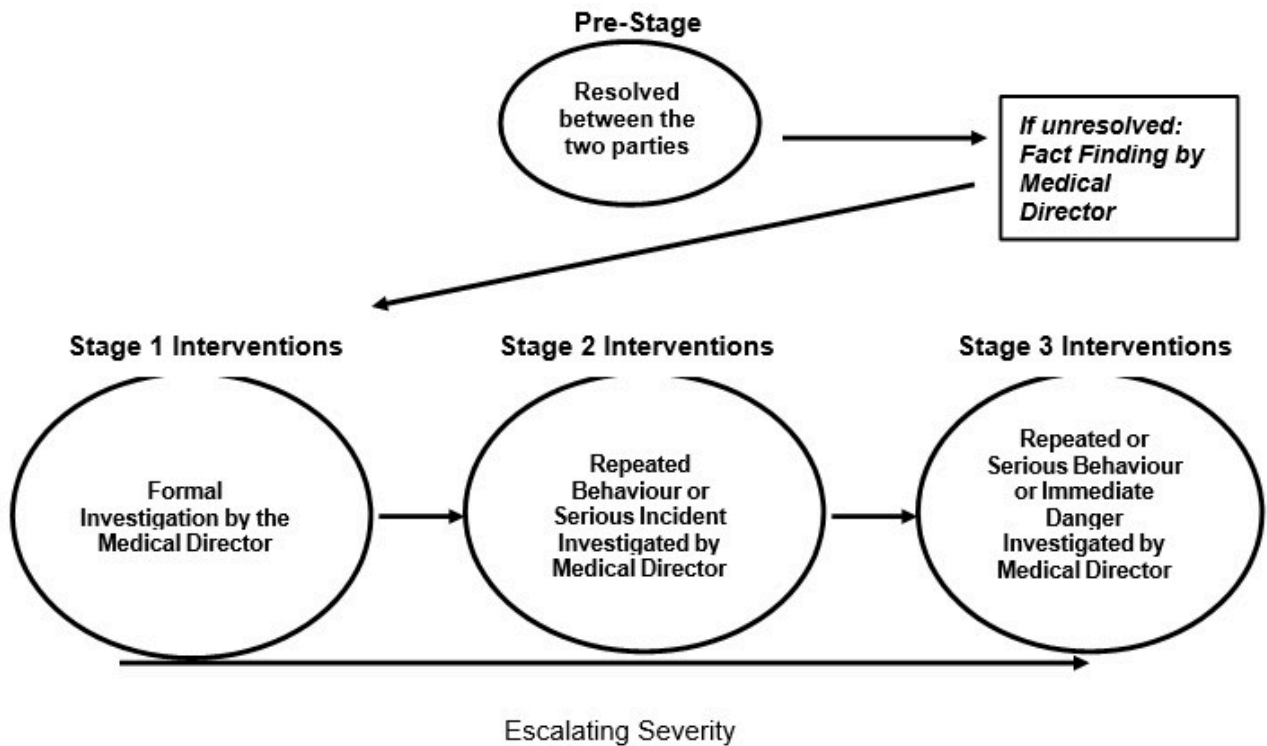 Pre-Stage
Resolved
between the
two parties
If unresolved:
Fact Finding by
Medical
Director
Stage 1 Interventions
Stage 2 Interventions
Stage 3 Interventions
Formal
Investigation by the
Medical Director
Repeated
Behaviour or
Serious Incident
Investigated by
Medical Director
Repeated or
Serious Behaviour
or Immediate
Danger
Investigated by
Medical Director
Escalating Severity